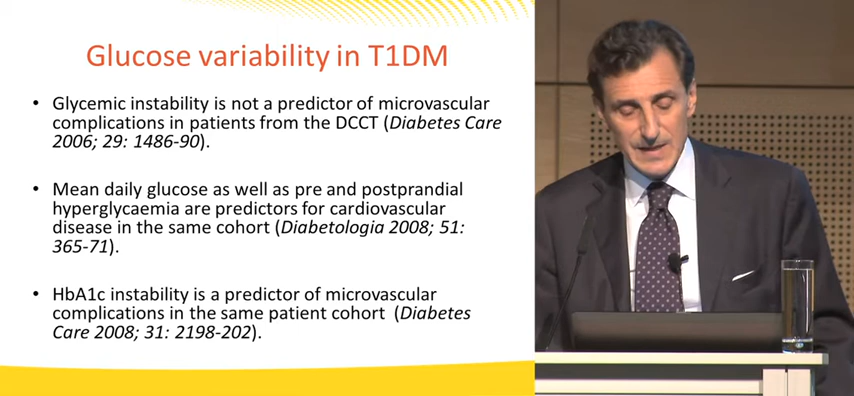 Glucose variability in T1DM
• Glycemic instability is not a predictor of microvascular
complications in patients from the DCCT (Diabetes Care
2006; 29: 1486-90).
• Mean daily glucose as well as pre and postprandial
hyperglycaemia are predictors for cardiovascular
disease in the same cohort (Diabetologia 2008; 51:
365-71).
• HbA1c instability is a predictor of microvascular
complications in the same patient cohort (Diabetes
Care 2008; 31: 2198-202).